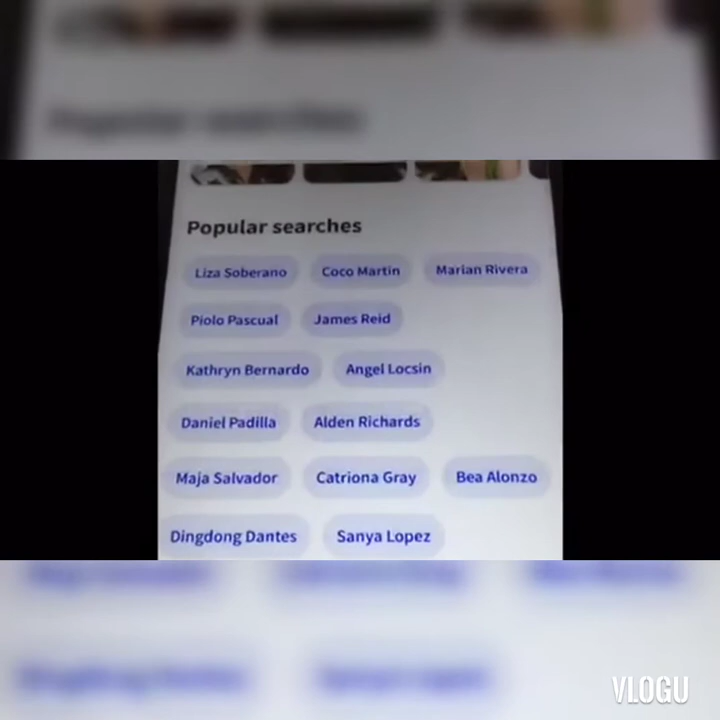 Popular searches
Liza Soberano Coco Martin Marian Rivera
Piolo Pascual James Reid
Kathryn Bernardo Angel Locsin
Daniel Padilla Alden Richards
Maja Salvador Catriona Gray Bea Alonzo
Dingdong Dantes Sanya Lopez
VLOGU